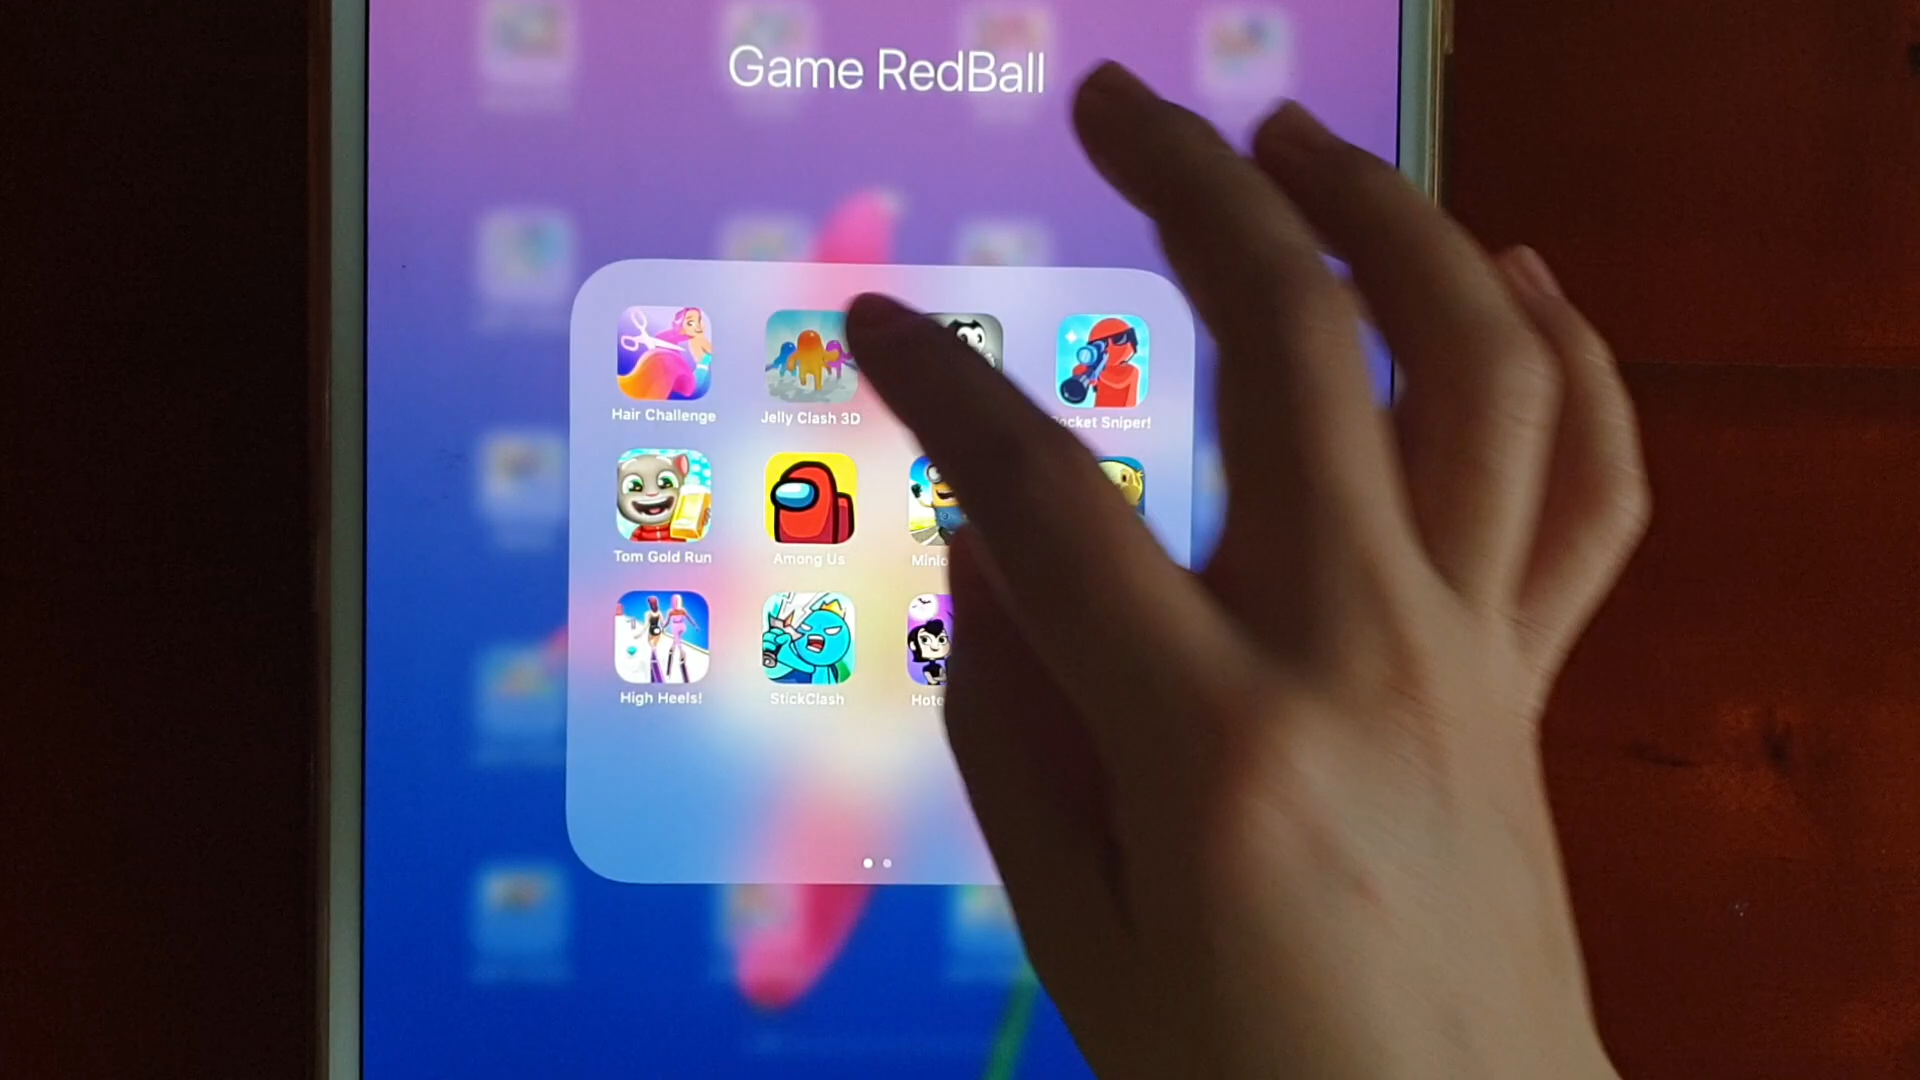 Game RedBall
Hair Challenge
Jelly Clash 3D
ocket Sniper!
Tom Gold Run
Among Us
Minio
High Heels!
StickClash
Hote